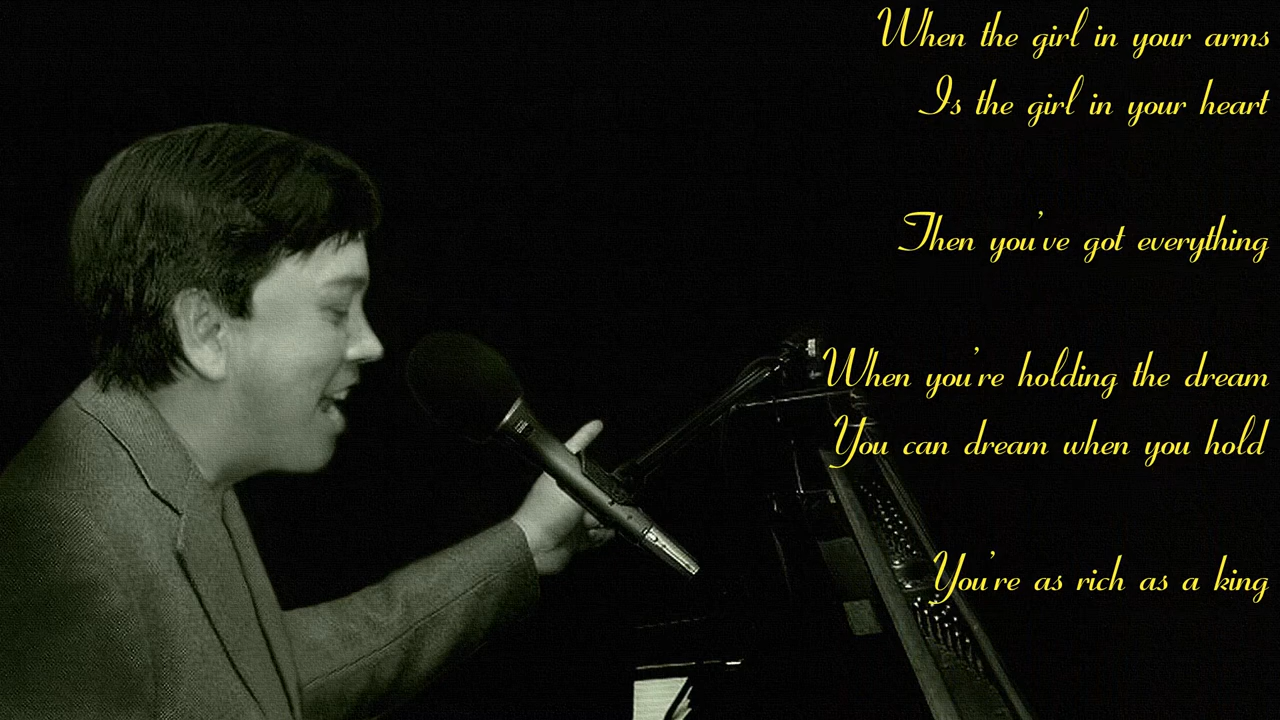 When the girl in your arms
Is the girl in your heart
Then you've got everything
When you're holding the dream
You can dream when you hold
You're as rich as a king